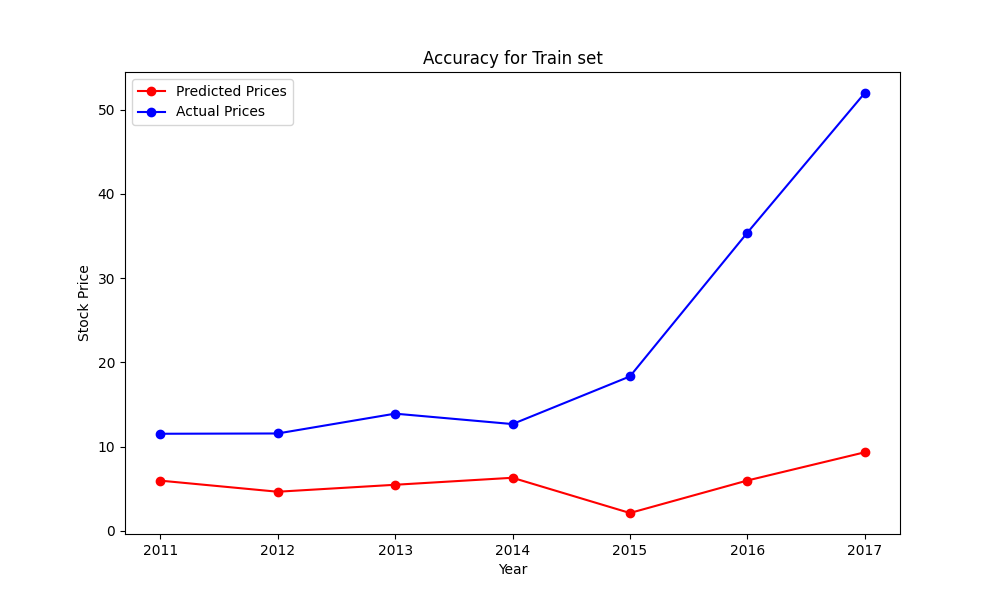 Accuracy for Train set
Predicted Prices
Actual Prices
Stock Price
50
40
30
20
10
0
2011 2012 2013 2014 2015 2016 2017
Year